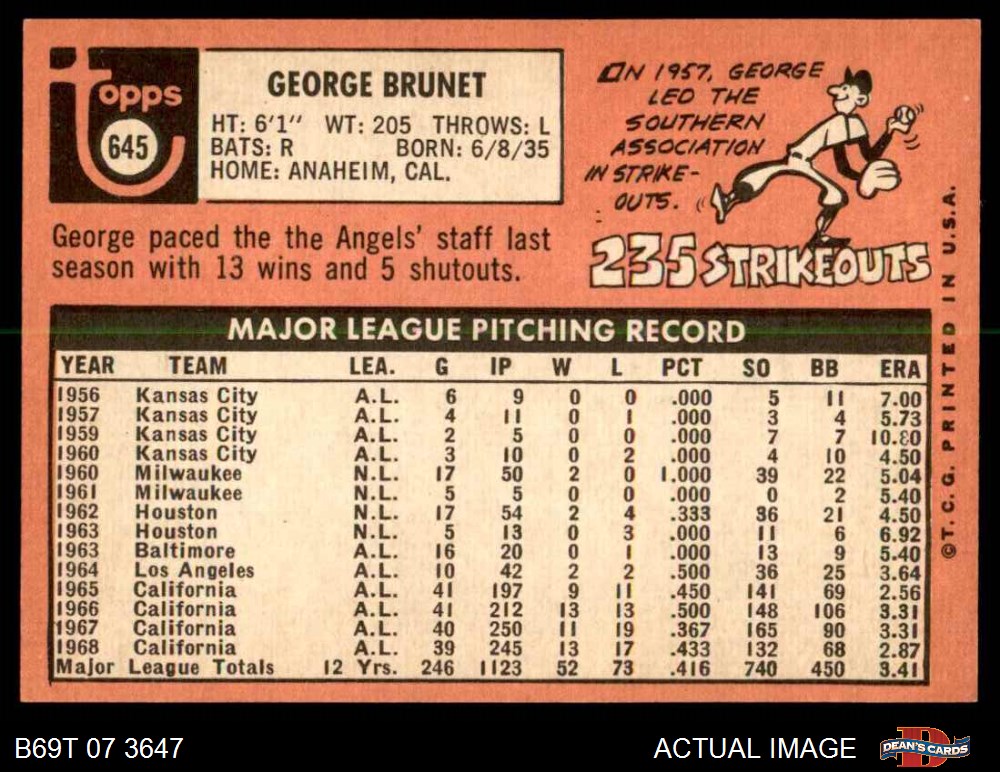 topps
645
GEORGE BRUNET
HT: 6'1" WT: 205 THROWS: L
BATS: R BORN: 6/8/35
HOME: ANAHEIM, CAL.
ON 1957, GEORGE
LED THE
SOUTHERN
ASSOCIATION
IN STRIKE-
OUTS.
235 STRIKEOUTS
George paced the the Angels' staff last
season with 13 wins and 5 shutouts.
MAJOR LEAGUE PITCHING RECORD
YEAR TEAM LEA. G IP W L PCT SO BB ERA
1956 Kansas City A.L. 6 9 0 0 .000 5 11 7.00
1957 Kansas City A.L. 4 11 0 1 .000 3 4 5.73
1959 Kansas City A.L. 2 5 0 0 .000 7 7 10.80
1960 Kansas City A.L. 3 10 0 2 .000 4 10 4.50
1960 Milwaukee N.L. 17 50 2 0 1.000 39 22 5.04
1961 Milwaukee N.L. 5 5 0 0 .000 0 2 5.40
1962 Houston N.L. 17 54 2 4 .333 36 21 4.50
1963 Houston N.L. 5 13 0 3 .000 11 6 6.92
1963 Baltimore A.L. 16 20 0 1 .000 13 9 5.40
1964 Los Angeles A.L. 10 42 2 2 .500 36 25 3.64
1965 California A.L. 41 197 9 11 .450 141 69 2.56
1966 California A.L. 41 212 13 13 .500 148 106 3.31
1967 California A.L. 40 250 11 19 .367 165 90 3.31
1968 California A.L. 39 245 13 17 .433 132 68 2.87
Major League Totals 12 Yrs. 246 1123 52 73 .416 740 450 3.41
©T.C.G. PRINTED IN U.S.A.
B69T 07 3647
ACTUAL IMAGE
D
DEAN'S CARDS